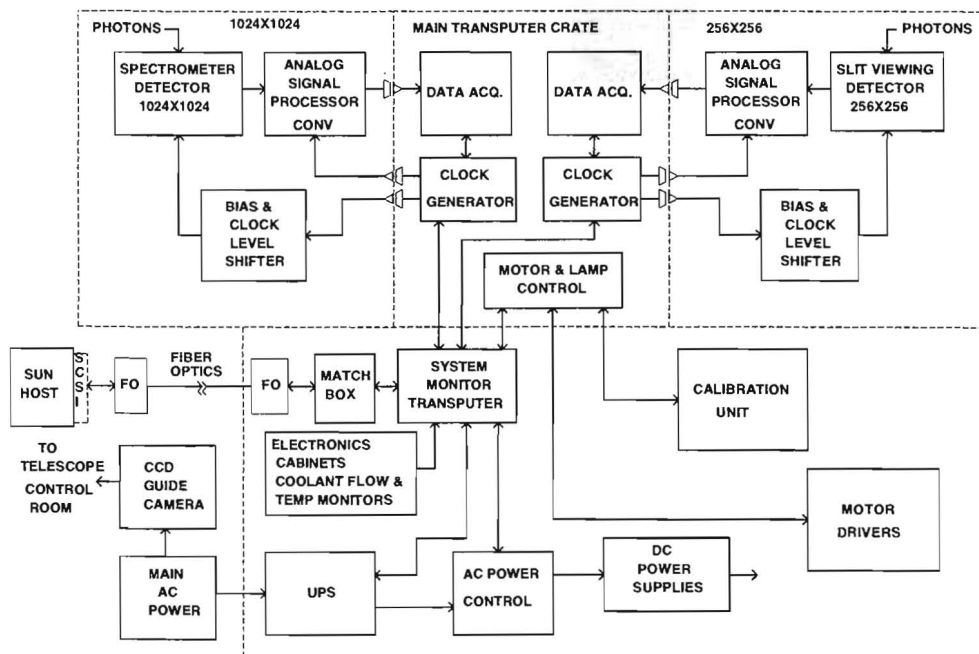 1024X1024
MAIN TRANSPUTER CRATE
256X256
PHOTONS
PHOTONS
SPECTROMETER
DETECTOR
1024X1024
ANALOG
SIGNAL
PROCESSOR
CONV
DATA ACQ.
DATA ACQ.
ANALOG
SIGNAL
PROCESSOR
CONV
SLIT VIEWING
DETECTOR
256X256
CLOCK
GENERATOR
CLOCK
GENERATOR
BIAS &
CLOCK
LEVEL
SHIFTER
BIAS &
CLOCK
LEVEL
SHIFTER
MOTOR & LAMP
CONTROL
SUN
HOST
SCSI
FO
FIBER
OPTICS
FO
MATCH
BOX
SYSTEM
MONITOR
TRANSPUTER
CALIBRATION
UNIT
TO
TELESCOPE
CONTROL
ROOM
CCD
GUIDE
CAMERA
ELECTRONICS
CABINETS
COOLANT FLOW &
TEMP MONITORS
MOTOR
DRIVERS
MAIN
AC
POWER
UPS
AC POWER
CONTROL
DC
POWER
SUPPLIES